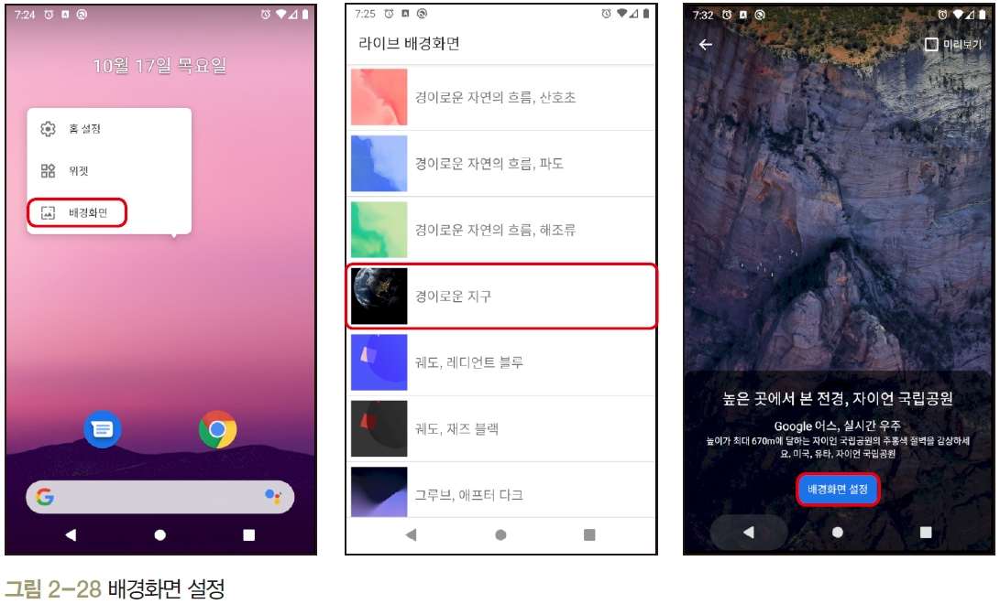 7:24
10월 17일 목요일
홈 설정
위젯
배경화면
7:25
라이브 배경화면
경이로운 자연의 흐름, 산호초
경이로운 자연의 흐름, 파도
경이로운 자연의 흐름, 해조류
경이로운 지구
궤도, 레디언트 블루
궤도, 재즈 블랙
그루브, 애프터 다크
7:32
미리보기
높은 곳에서 본 전경, 자이언 국립공원
Google 어스, 실시간 우주
높이가 최대 670m에 달하는 자이언 국립공원의 주홍색 절벽을 감상하세
요. 미국, 유타, 자이언 국립공원
배경화면 설정
그림 2-28 배경화면 설정